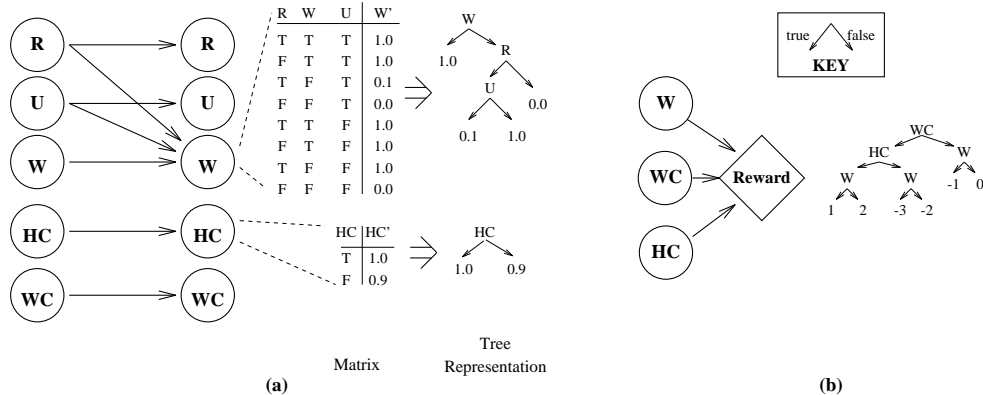 R
U
W
HC
WC
R
U
W
HC
WC
R W U W'
T T T 1.0
F T T 1.0
T F T 0.1
F F T 0.0
T T F 1.0
F T F 1.0
T F F 1.0
F F F 0.0
W
1.0 R
U 0.0
0.1 1.0
HC HC'
T 1.0
F 0.9
HC
1.0 0.9
Matrix
Tree
Representation
(a)
true false
KEY
W
WC
HC
Reward
WC
HC W
W W -1 0
1 2 -3 -2
(b)